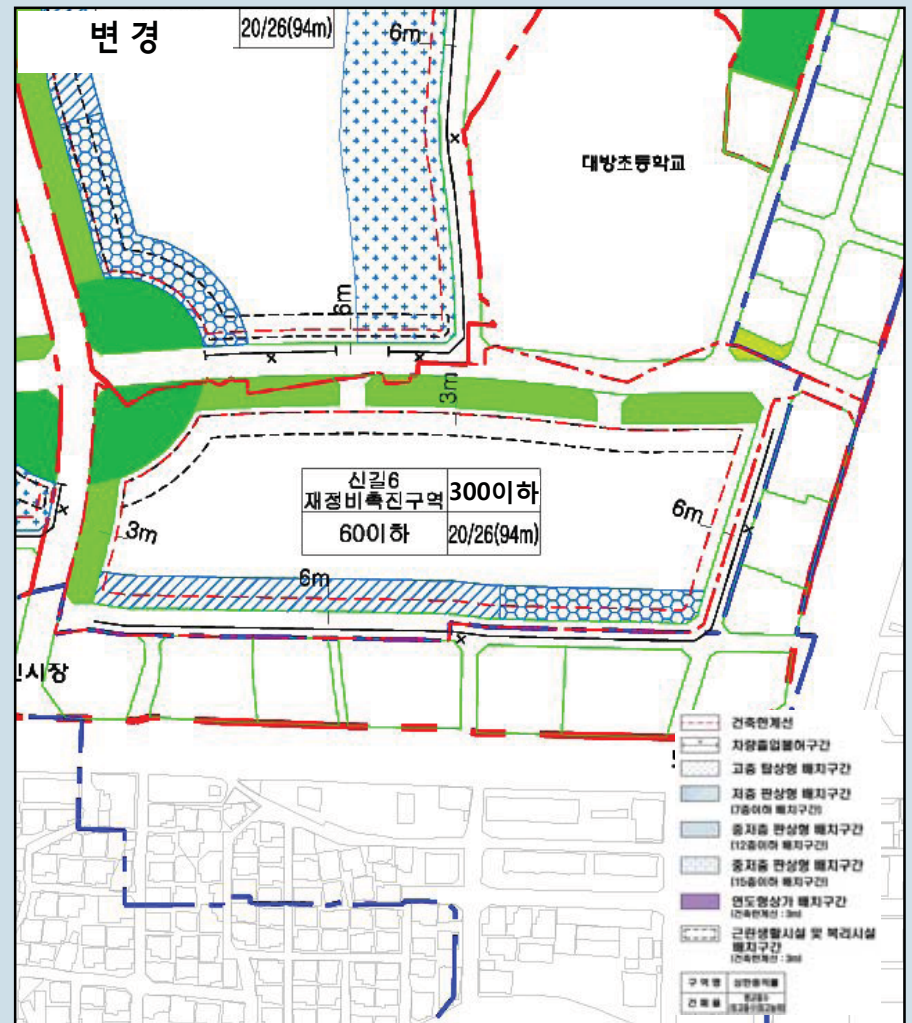 변 경
20/26(94m)
6m
대방초등학교
6m
3m
신길6
재정비촉진구역
300이하
60이하
20/26(94m)
6m
3m
6m
시장
건축한계선
차량출입불허구간
고층 탑상형 배치구간
저층 판상형 배치구간
(7층이하 배치구간)
중저층 판상형 배치구간
(12층이하 배치구간)
중저층 판상형 배치구간
(15층이하 배치구간)
연도형상가 배치구간
(건축한계선 : 3m)
근린생활시설 및 복리시설
배치구간
(건축한계선 : 3m)
구 역 명
상한용적률
건 폐 율